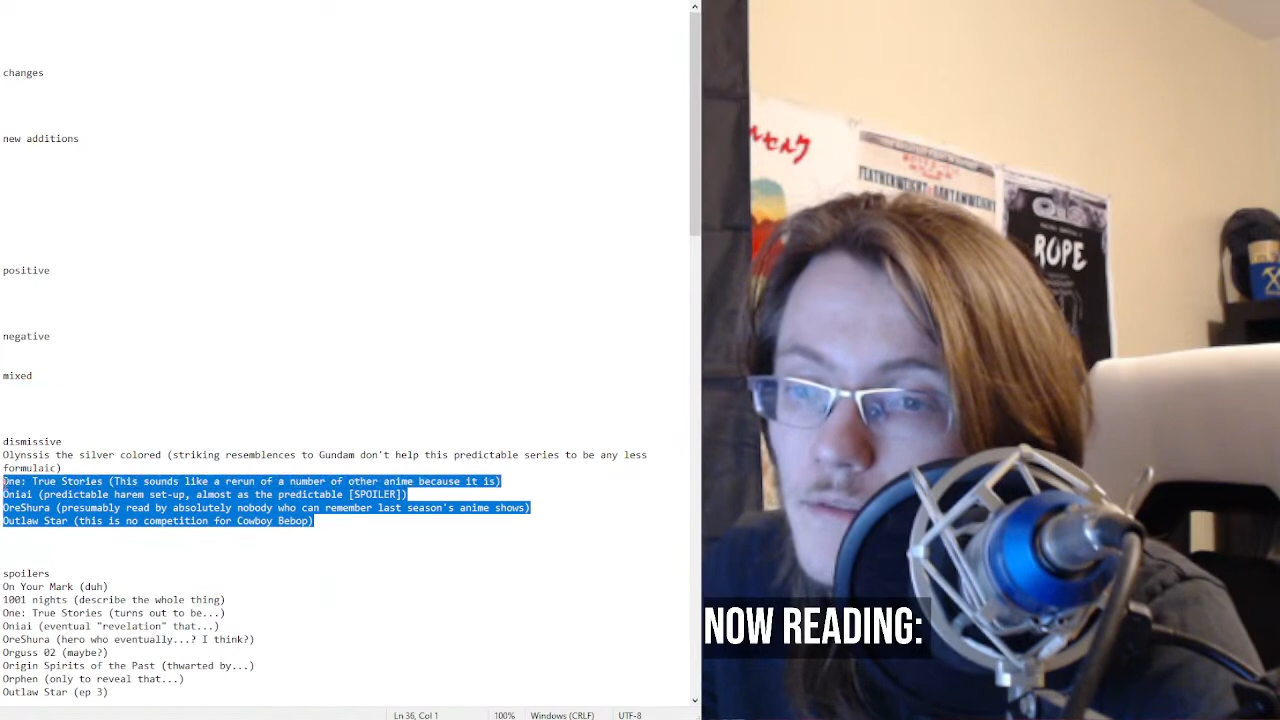 changes
new additions
positive
negative
mixed
dismissive
Olynssis the silver colored (striking resemblences to Gundam don't help this predictable series to be any less
formulaic)
One: True Stories (This sounds like a rerun of a number of other anime because it is)
Oniai (predictable harem set-up, almost as the predictable [SPOILER])
OreShura (presumably read by absolutely nobody who can remember last season's anime shows)
Outlaw Star (this is no competition for Cowboy Bebop)
spoilers
On Your Mark (duh)
1001 nights (describe the whole thing)
One: True Stories (turns out to be...)
Oniai (eventual "revelation" that...)
OreShura (hero who eventually...? I think?)
Orguss 02 (maybe?)
Origin Spirits of the Past (thwarted by...)
Orphen (only to reveal that...)
Outlaw Star (ep 3)
Ln 36, Col 1
100%
Windows (CRLF)
UTF-8
ルセルク
FEATHERWEIGHT
BANTAMWEIGHT
ROPE
NOW READING: